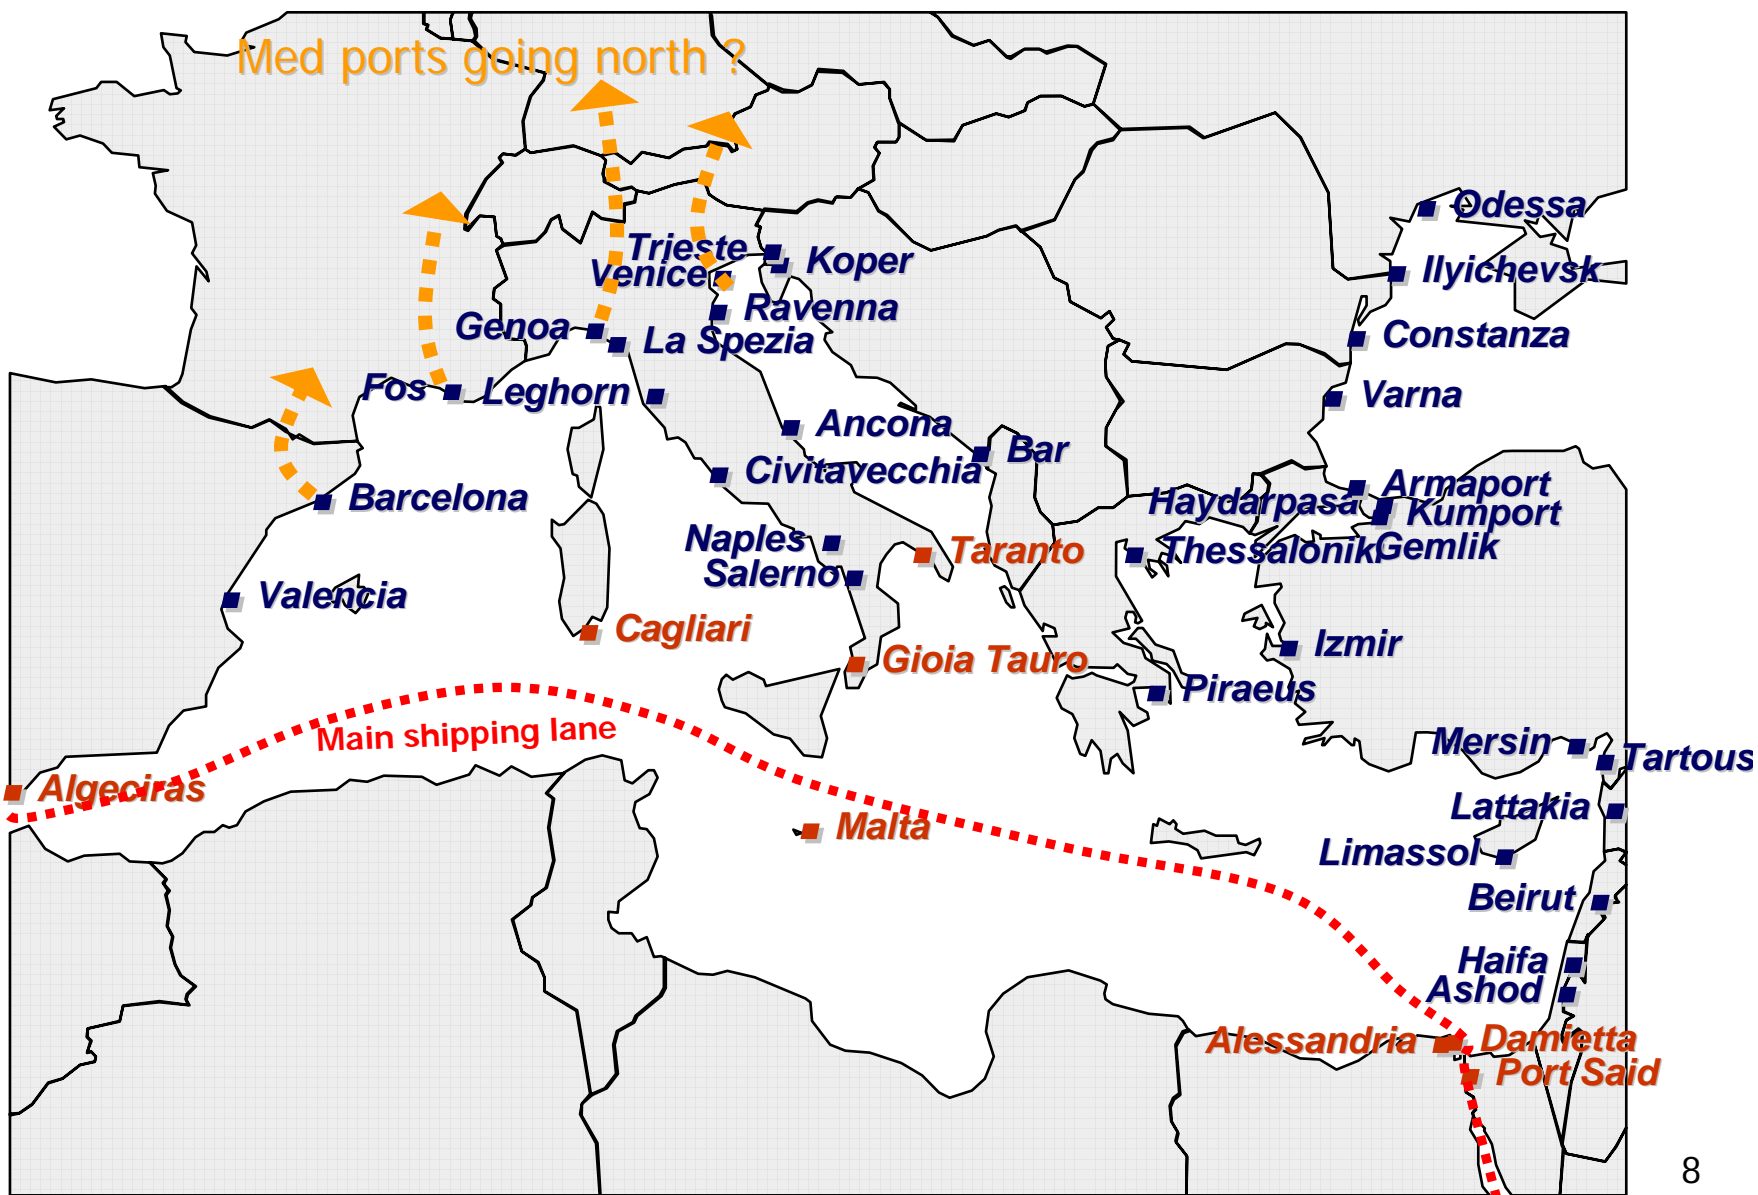 Med ports going north ?
Odessa
Trieste
Koper
Venice
Ilyichevsk
Ravenna
Genoa
La Spezia
Constanza
Fos
Leghorn
Varna
Ancona
Bar
Civitavecchia
Barcelona
Armaport
Haydarpasa
Kumport
Naples
Taranto
Thessaloniki
Gemlik
Salerno
Valencia
Cagliari
Izmir
Gioia Tauro
Piraeus
Main shipping lane
Mersin
Tartous
Algeciras
Lattakia
Malta
Limassol
Beirut
Haifa
Ashod
Alessandria
Damietta
Port Said
8